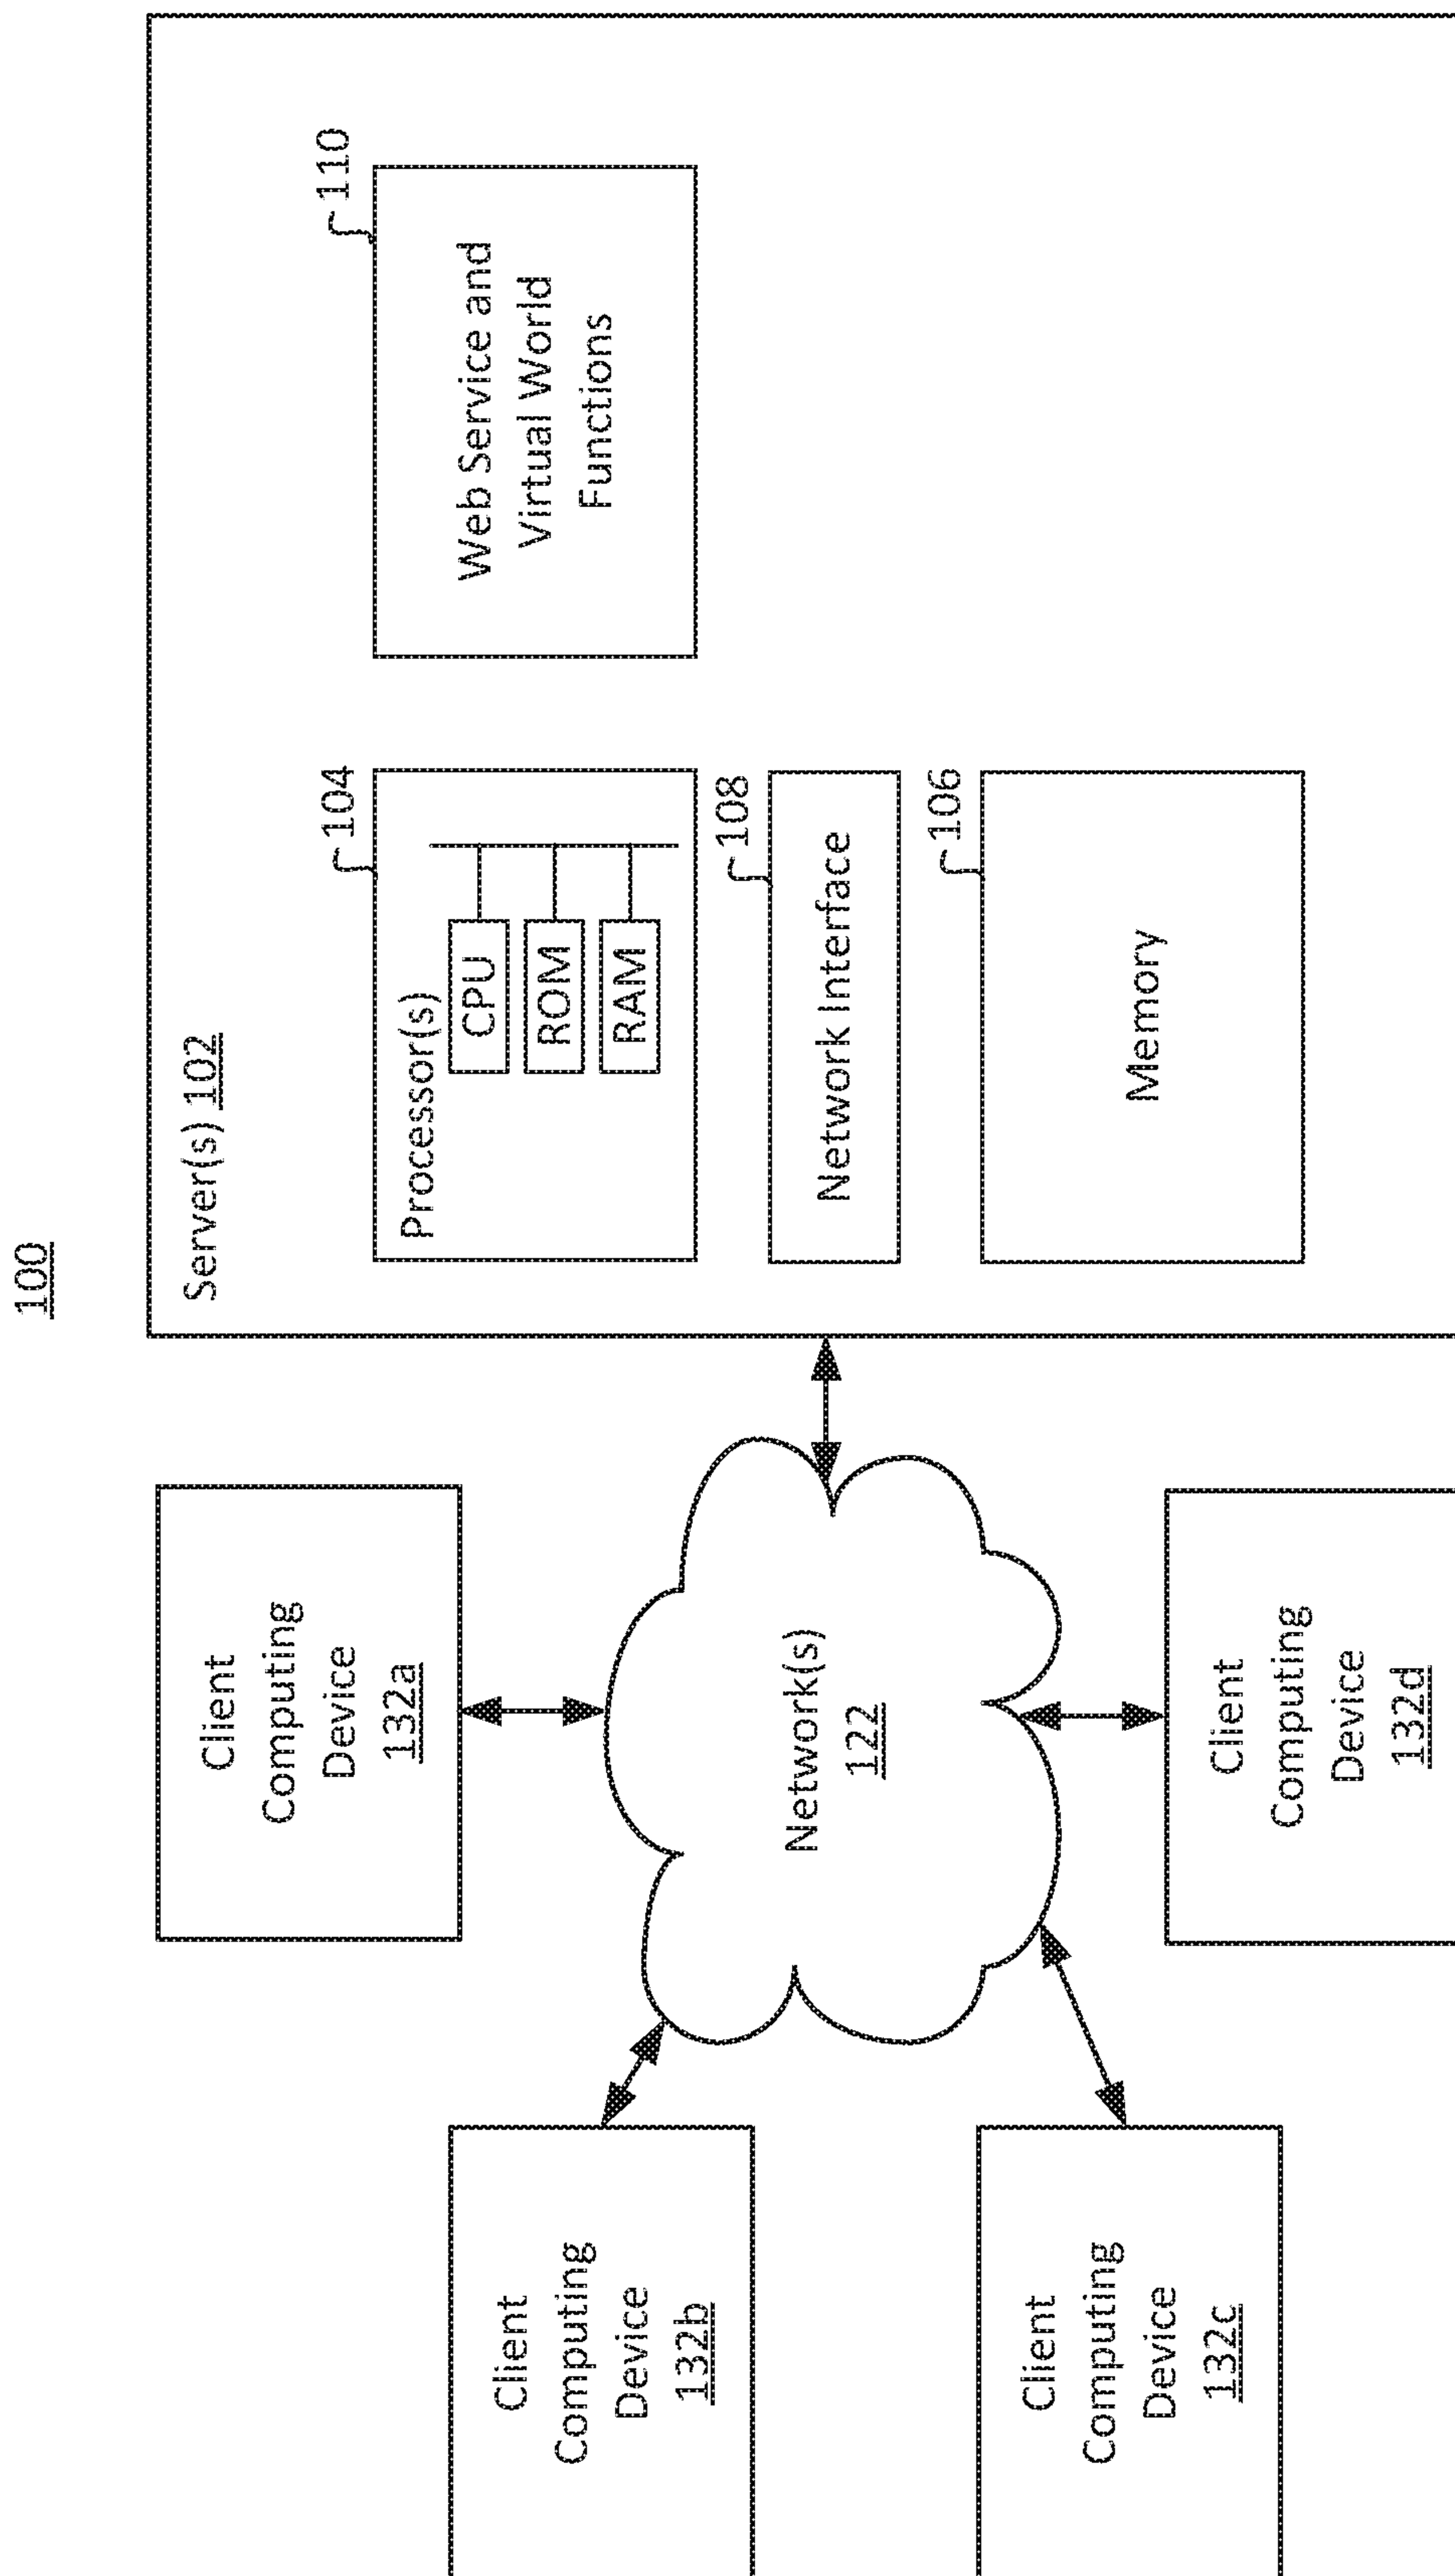 100
Client
Computing
Device
132a
Client
Computing
Device
132b
Network(s)
122
Client
Computing
Device
132c
Client
Computing
Device
132d
Server(s) 102
104
Processor(s)
CPU
ROM
RAM
108
Network Interface
106
Memory
110
Web Service and
Virtual World
Functions